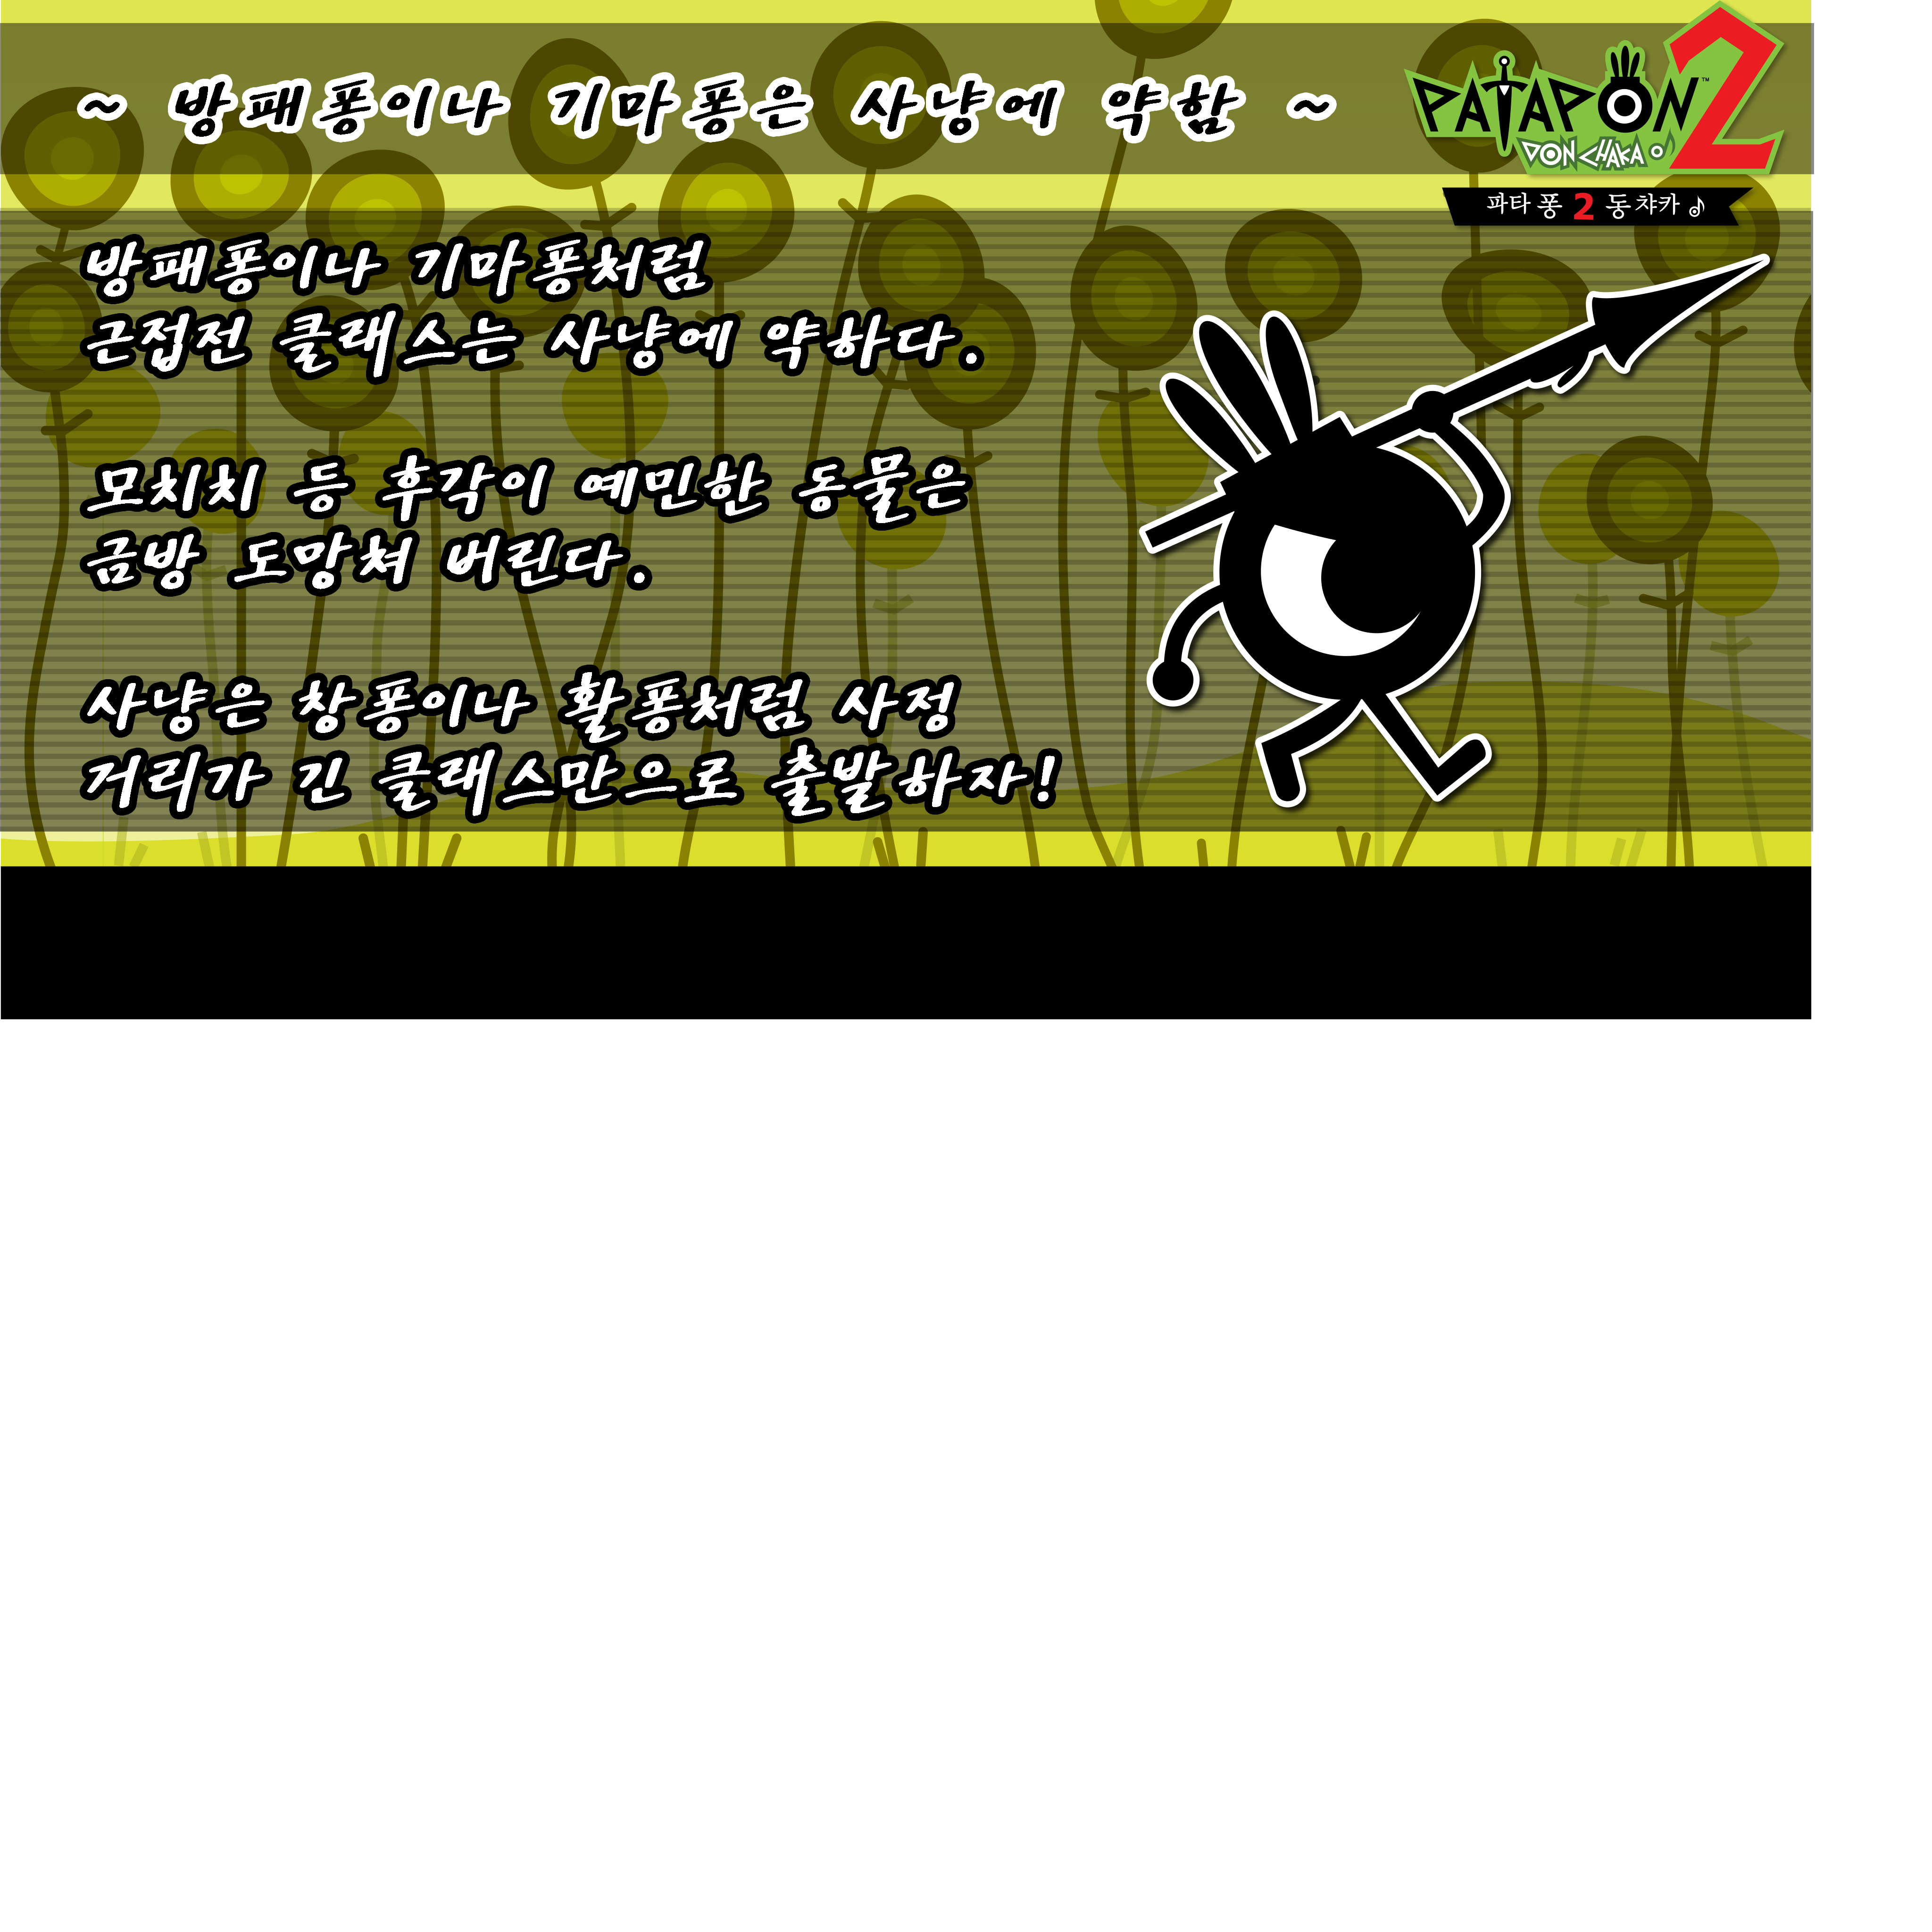 ~ 방패퐁이나 기마퐁은 사냥에 약함 ~
PATAPON 2 ™
DON CHAKA ♪
파타퐁 2 동챠카 ♪
방패퐁이나 기마퐁처럼
근접전 클래스는 사냥에 약하다.
모치치 등 후각이 예민한 동물은
금방 도망쳐 버린다.
사냥은 창퐁이나 활퐁처럼 사정
거리가 긴 클래스만으로 출발하자!